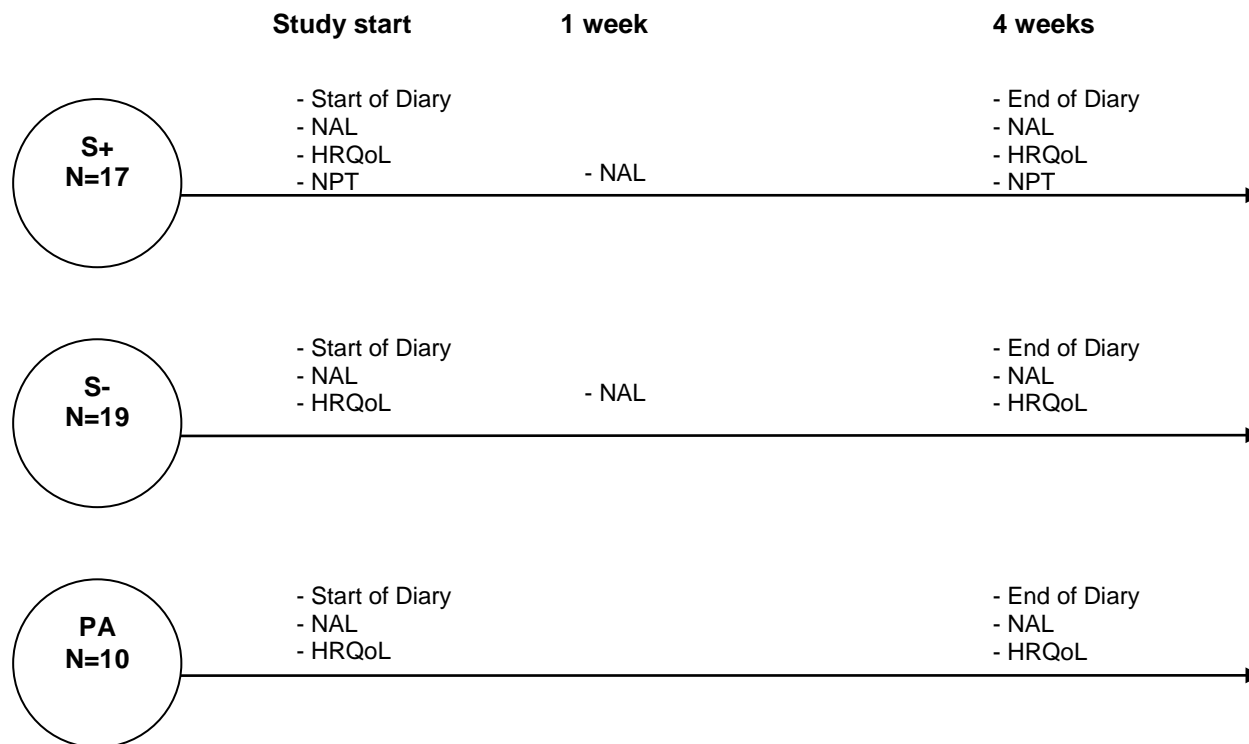 Study start 1 week 4 weeks
S+
N=17
- Start of Diary
- NAL
- HRQoL
- NPT
- NAL
- End of Diary
- NAL
- HRQoL
- NPT
S-
N=19
- Start of Diary
- NAL
- HRQoL
- NAL
- End of Diary
- NAL
- HRQoL
PA
N=10
- Start of Diary
- NAL
- HRQoL
- End of Diary
- NAL
- HRQoL